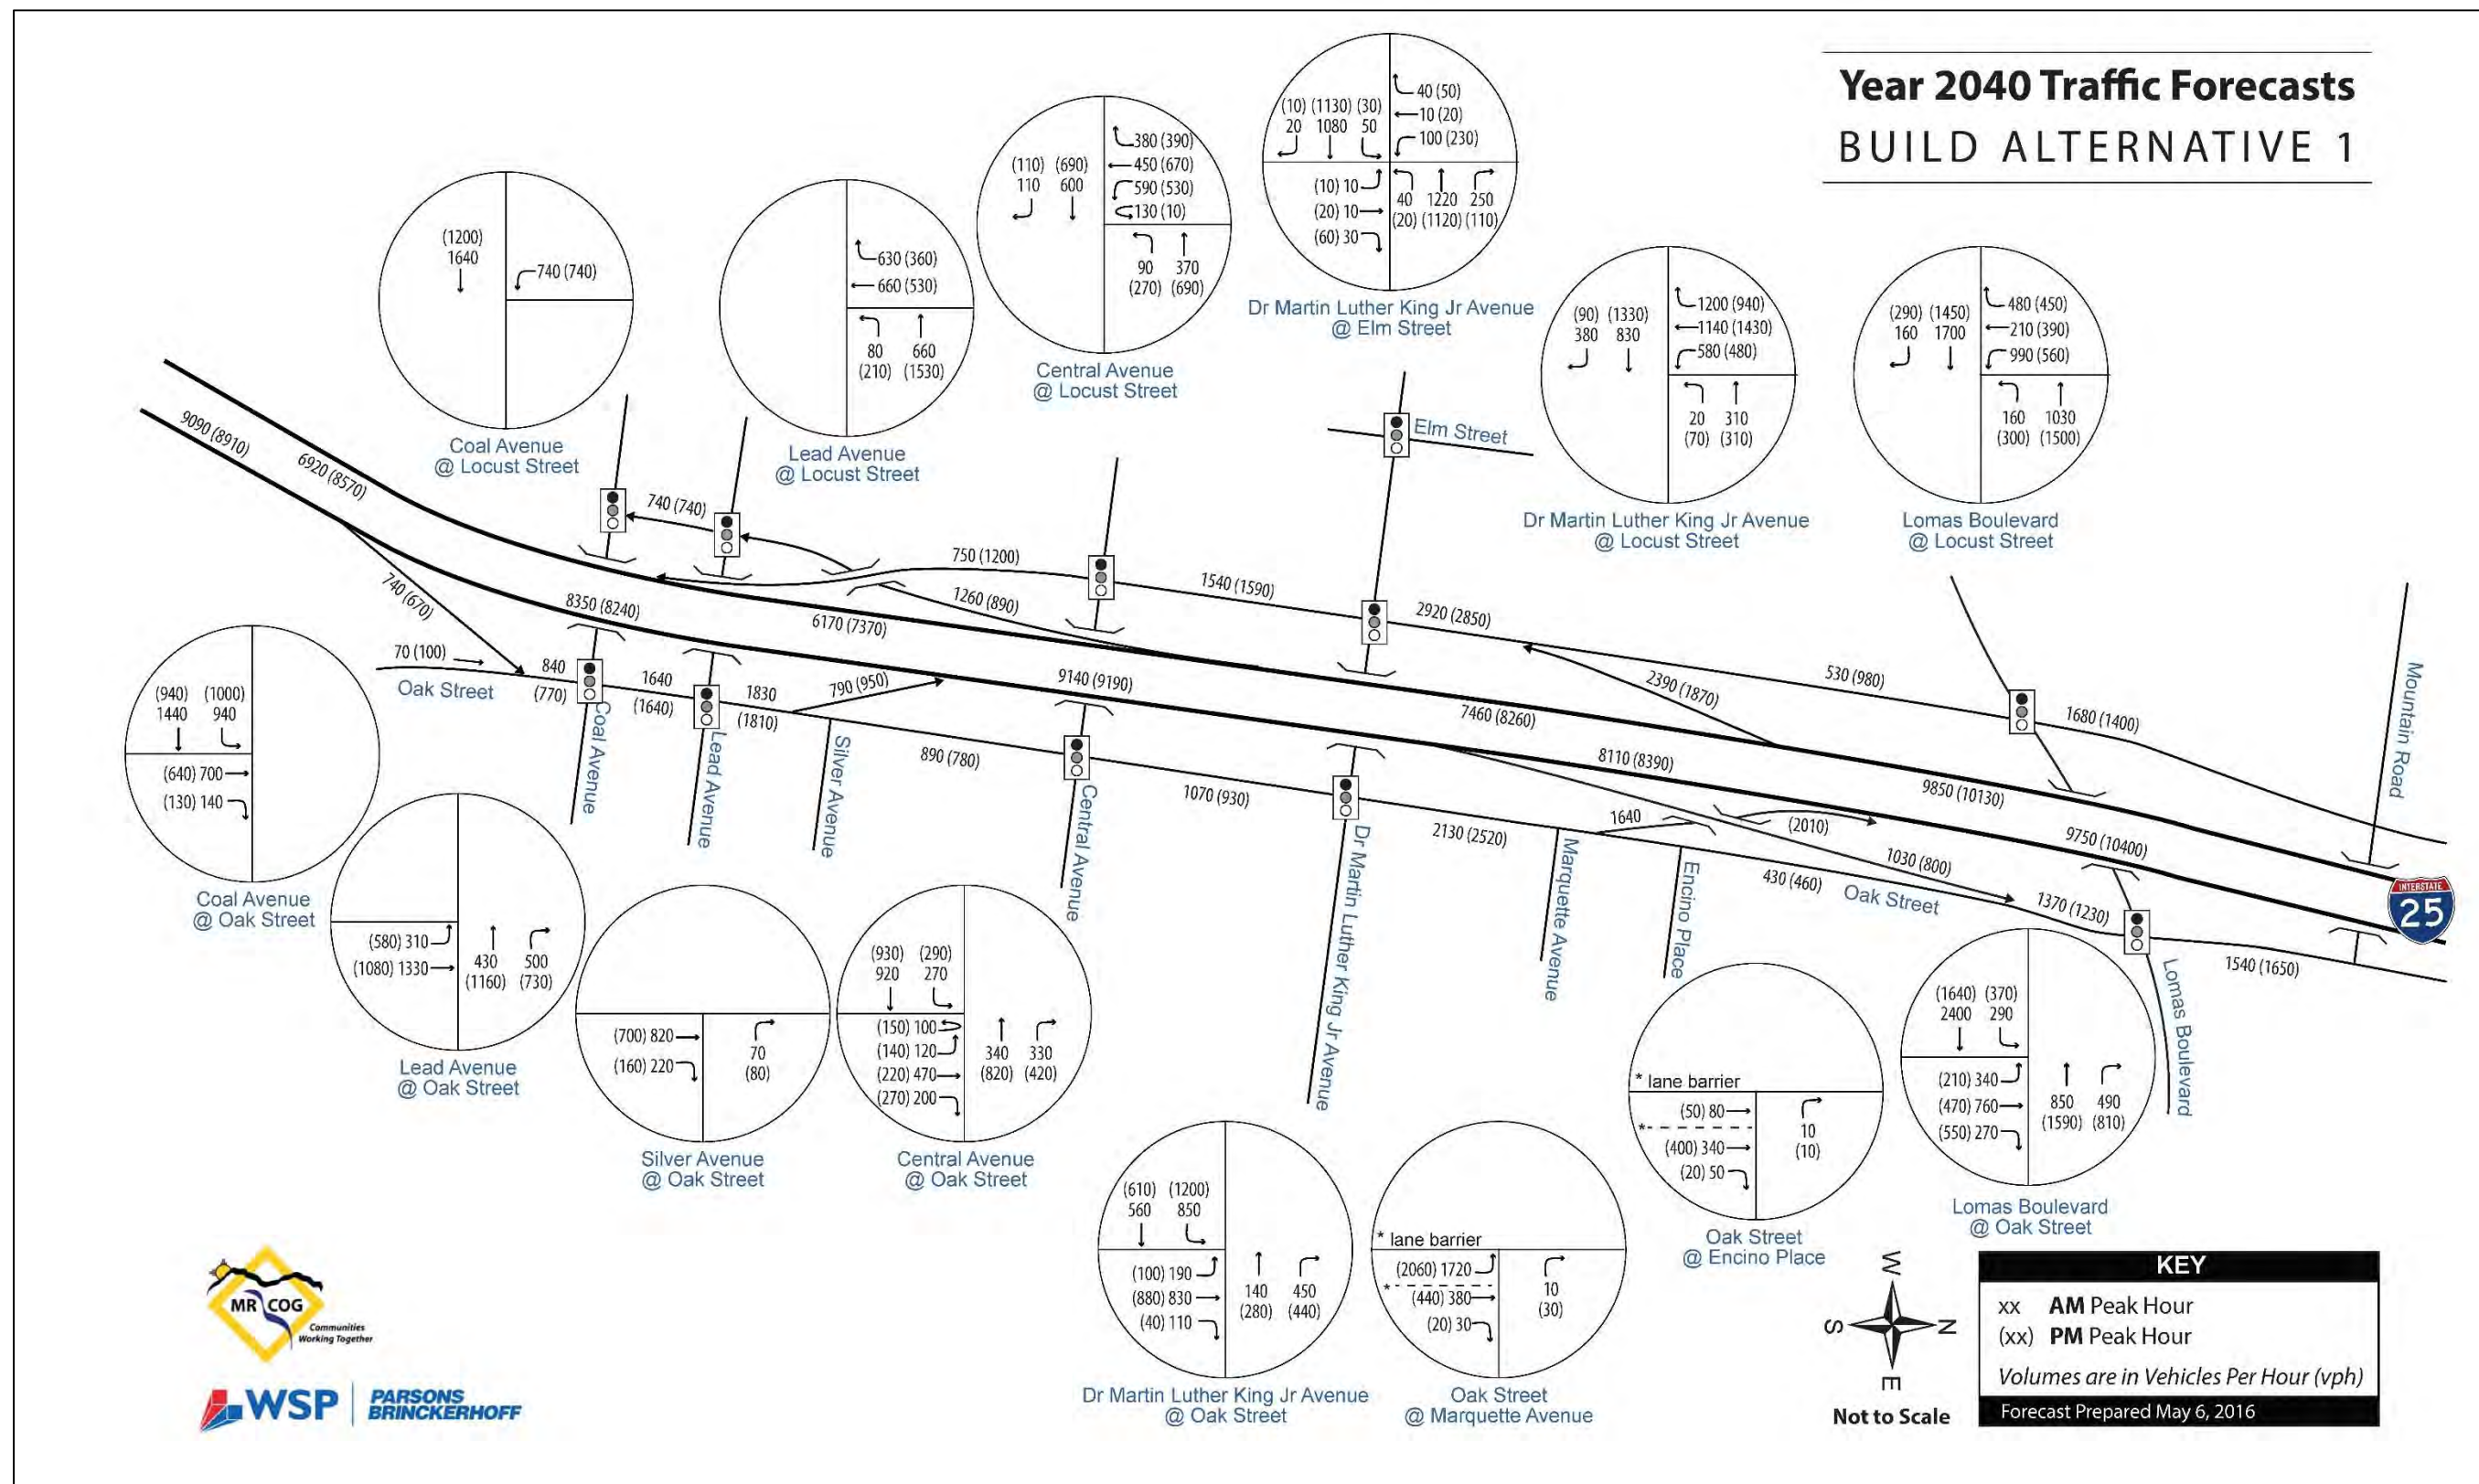 Year 2040 Traffic Forecasts
BUILD ALTERNATIVE 1
(1200)
1640
740 (740)
Coal Avenue
@ Locust Street
630 (360)
660 (530)
80 660
(210) (1530)
Lead Avenue
@ Locust Street
(110) (690)
110 600
380 (390)
450 (670)
590 (530)
130 (10)
90 370
(270) (690)
Central Avenue
@ Locust Street
(10) (1130) (30)
20 1080 50
40 (50)
10 (20)
100 (230)
(10) 10
(20) 10
(60) 30
40 1220 250
(20) (1120) (110)
Dr Martin Luther King Jr Avenue
@ Elm Street
(90) (1330)
380 830
1200 (940)
1140 (1430)
580 (480)
20 310
(70) (310)
Dr Martin Luther King Jr Avenue
@ Locust Street
(290) (1450)
160 1700
480 (450)
210 (390)
990 (560)
160 1030
(300) (1500)
Lomas Boulevard
@ Locust Street
9090 (8910)
6920 (8570)
740 (740)
750 (1200)
1540 (1590)
Elm Street
2920 (2850)
740 (670)
8350 (8240)
6170 (7370)
1260 (890)
9140 (9190)
7460 (8260)
2390 (1870)
530 (980)
1680 (1400)
Mountain Road
70 (100)
Oak Street
840
(770)
1640
(1640)
1830
(1810)
790 (950)
890 (780)
1070 (930)
2130 (2520)
8110 (8390)
1640
(2010)
9850 (10130)
9750 (10400)
1030 (800)
430 (460)
Oak Street
1370 (1230)
1540 (1650)
INTERSTATE
25
Coal Avenue
Lead Avenue
Silver Avenue
Central Avenue
Dr Martin Luther King Jr Avenue
Marquette Avenue
Encino Place
Lomas Boulevard
(940) (1000)
1440 940
(640) 700
(130) 140
Coal Avenue
@ Oak Street
(580) 310
(1080) 1330
430 500
(1160) (730)
Lead Avenue
@ Oak Street
(700) 820
(160) 220
70
(80)
Silver Avenue
@ Oak Street
(930) (290)
920 270
(150) 100
(140) 120
(220) 470
(270) 200
340 330
(820) (420)
Central Avenue
@ Oak Street
(610) (1200)
560 850
(100) 190
(880) 830
(40) 110
140 450
(280) (440)
Dr Martin Luther King Jr Avenue
@ Oak Street
* lane barrier
(2060) 1720
*
(440) 380
(20) 30
10
(30)
Oak Street
@ Marquette Avenue
* lane barrier
(50) 80
*
(400) 340
(20) 50
10
(10)
Oak Street
@ Encino Place
(1640) (370)
2400 290
(210) 340
(470) 760
(550) 270
850 490
(1590) (810)
Lomas Boulevard
@ Oak Street
MR COG
Communities
Working Together
WSP PARSONS
BRINCKERHOFF
W
S N
E
Not to Scale
KEY
xx AM Peak Hour
(xx) PM Peak Hour
Volumes are in Vehicles Per Hour (vph)
Forecast Prepared May 6, 2016